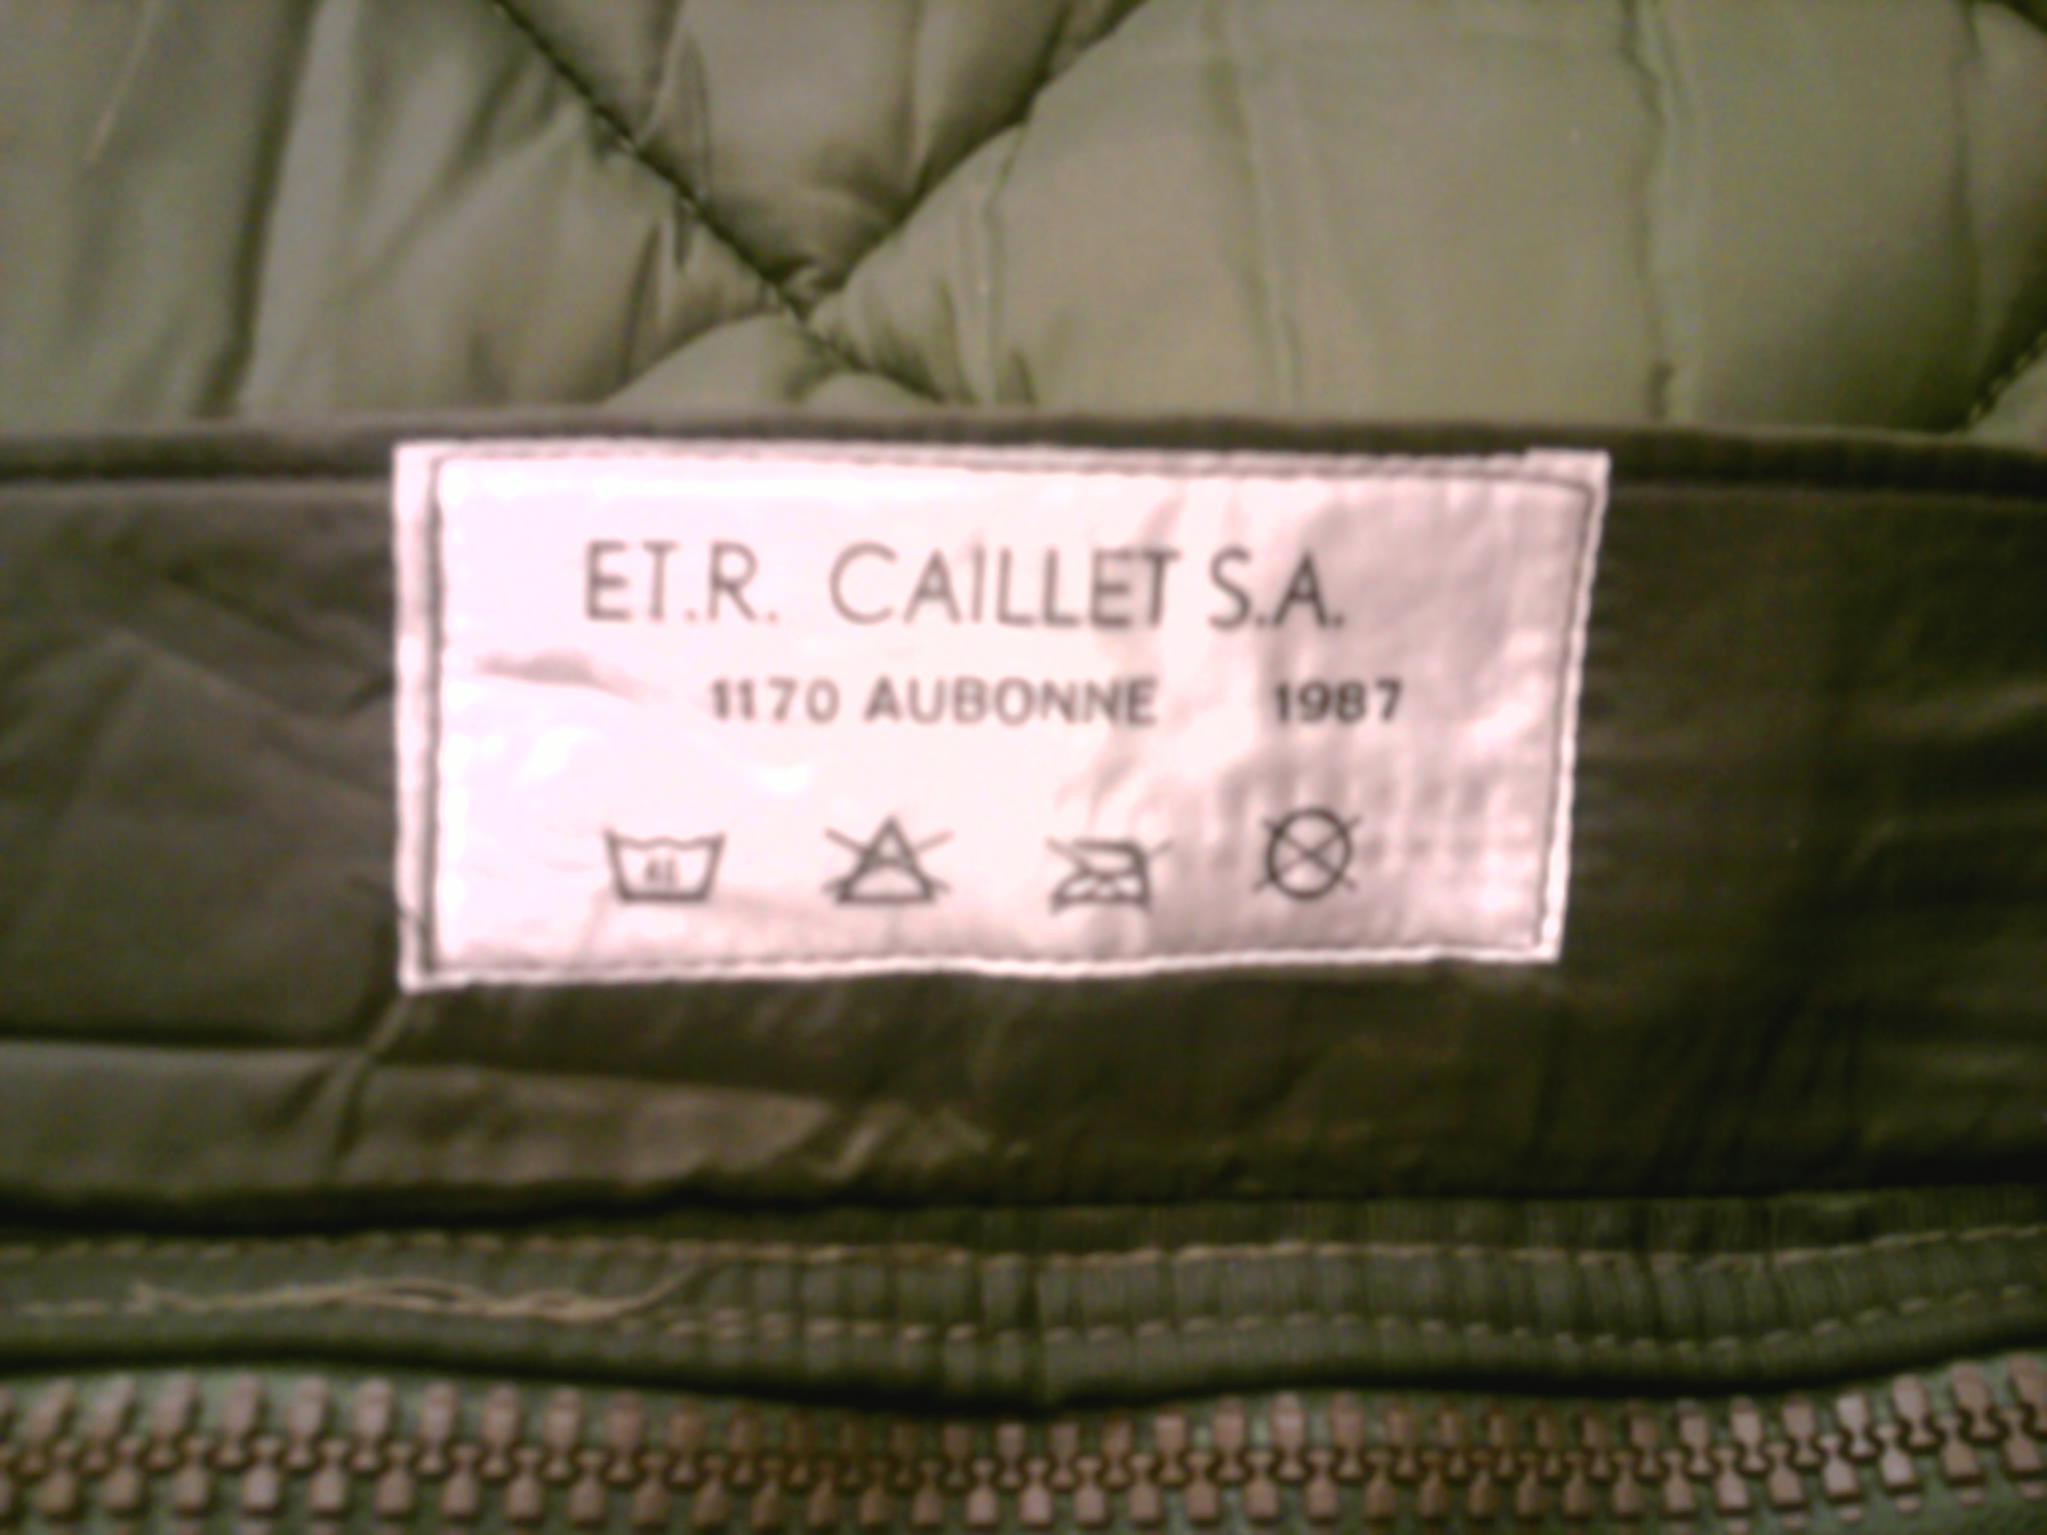 ET.R. CAILLET S.A.
1170 AUBONNE 1987